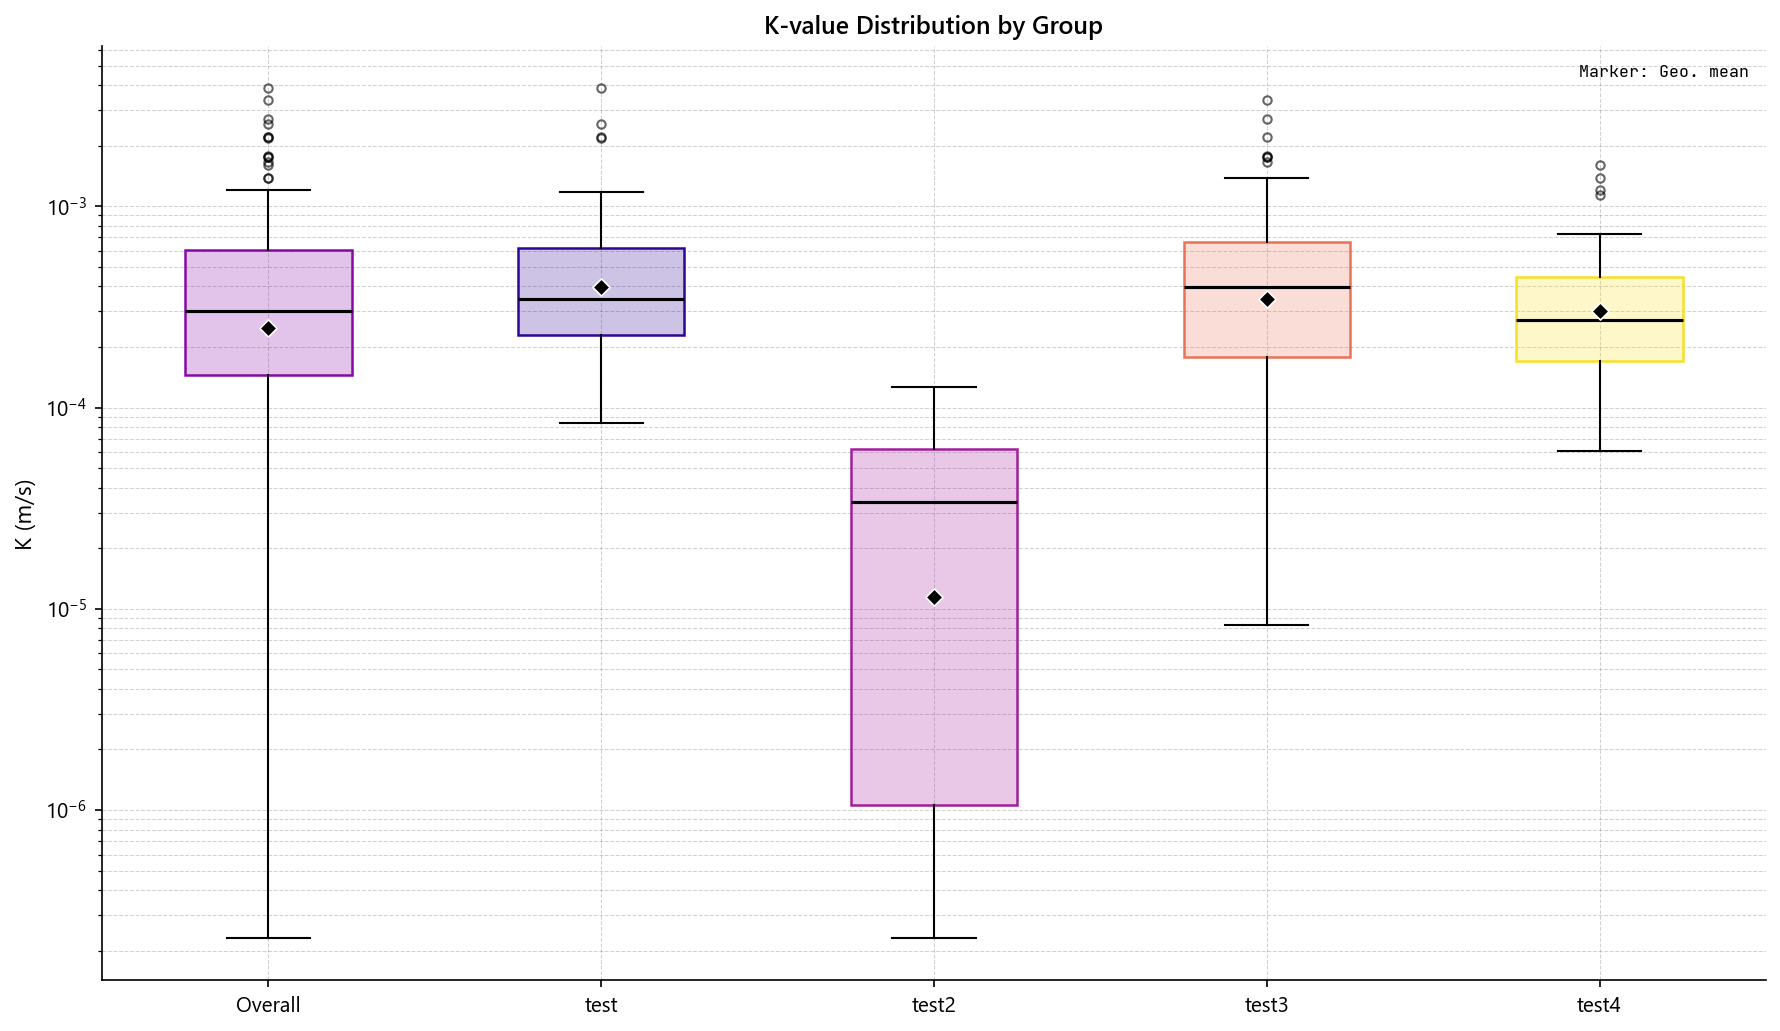 K-value Distribution by Group
Marker: Geo. mean
K (m/s)
10⁻³
10⁻⁴
10⁻⁵
10⁻⁶
Overall
test
test2
test3
test4